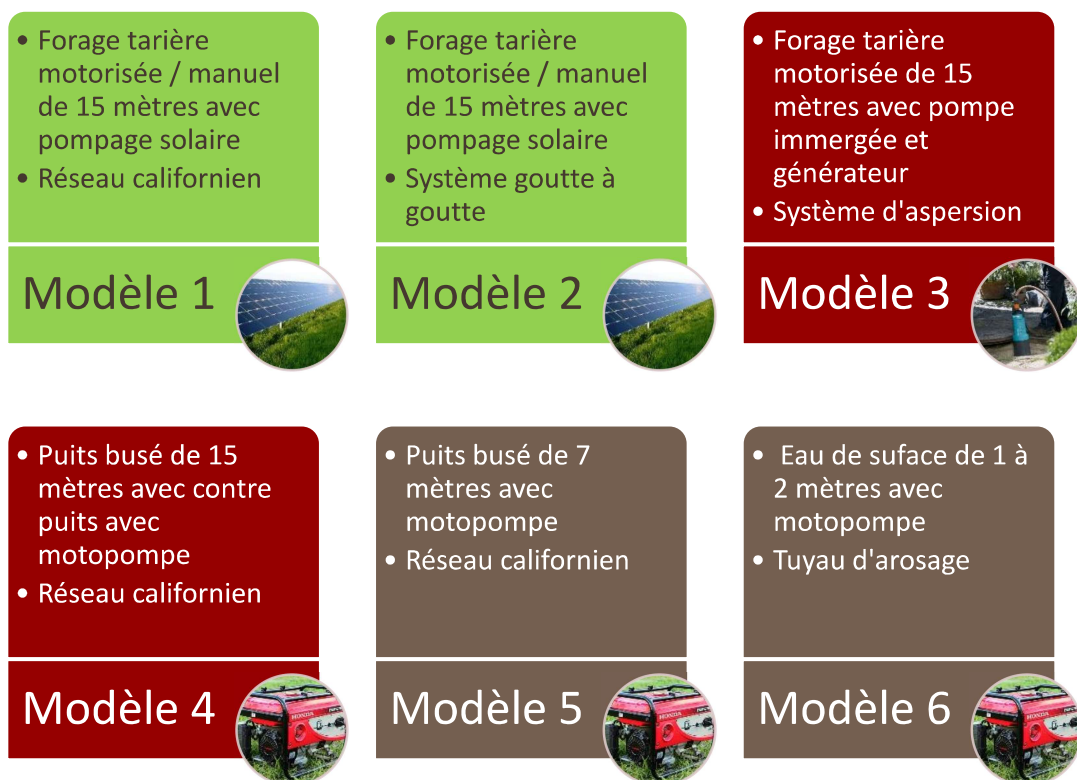 • Forage tarière
motorisée / manuel
de 15 mètres avec
pompage solaire
• Réseau californien
Modèle 1
• Forage tarière
motorisée / manuel
de 15 mètres avec
pompage solaire
• Système goutte à
goutte
Modèle 2
• Forage tarière
motorisée de 15
mètres avec pompe
immergée et
générateur
• Système d'aspersion
Modèle 3
• Puits busé de 15
mètres avec contre
puits avec
motopompe
• Réseau californien
Modèle 4
HONDA
• Puits busé de 7
mètres avec
motopompe
• Réseau californien
Modèle 5
HONDA
• Eau de suface de 1 à
2 mètres avec
motopompe
• Tuyau d'arosage
Modèle 6
HONDA